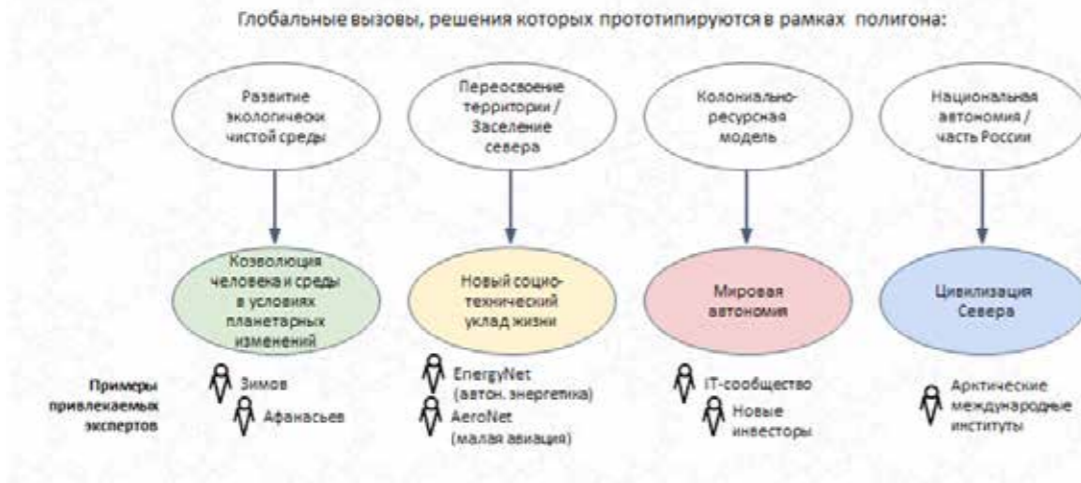 Глобальные вызовы, решения которых прототипируются в рамках полигона:
Развитие
экологически
чистой среды
Переосвоение
территории /
Заселение
севера
Колониально-
ресурсная
модель
Национальная
автономия /
часть России
Коэволюция
человека и среды
в условиях
планетарных
изменений
Новый социо-
технический
уклад жизни
Мировая
автономия
Цивилизация
Севера
Примеры
привлекаемых
экспертов
Зимов
Афанасьев
EnergyNet
(автон. энергетика)
AeroNet
(малая авиация)
IT-сообщество
Новые
инвесторы
Арктические
международные
институты